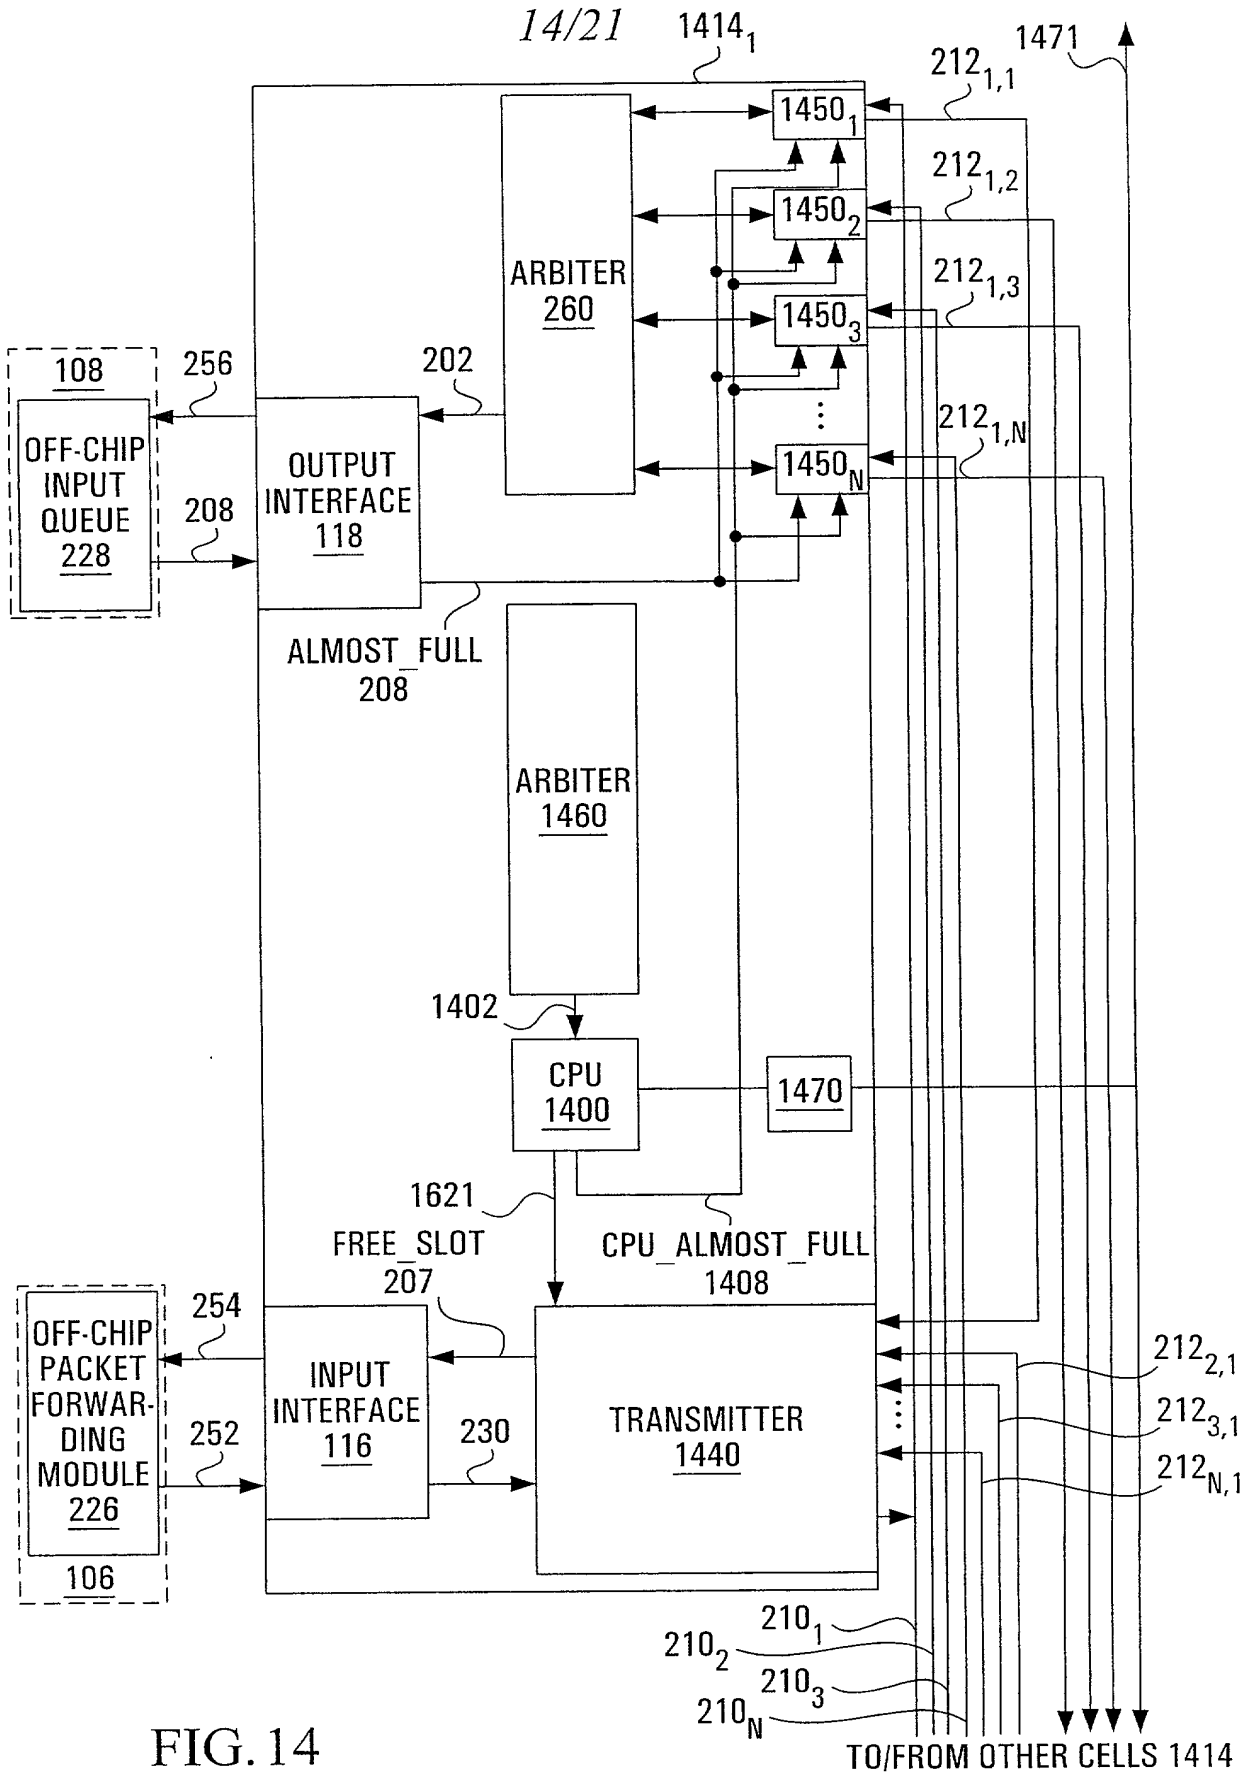 14/21
1414₁
1471
212₁,₁
1450₁
212₁,₂
1450₂
ARBITER
260
212₁,₃
1450₃
108
256
202
...
212₁,N
OFF-CHIP
INPUT
QUEUE
228
208
OUTPUT
INTERFACE
118
1450N
ALMOST_FULL
208
ARBITER
1460
1402
CPU
1400
1470
1621
FREE_SLOT
207
CPU_ALMOST_FULL
1408
254
OFF-CHIP
PACKET
FORWAR-
DING
MODULE
226
252
106
INPUT
INTERFACE
116
230
TRANSMITTER
1440
212₂,₁
...
212₃,₁
212N,₁
210₁
210₂
210₃
210N
FIG. 14
TO/FROM OTHER CELLS 1414